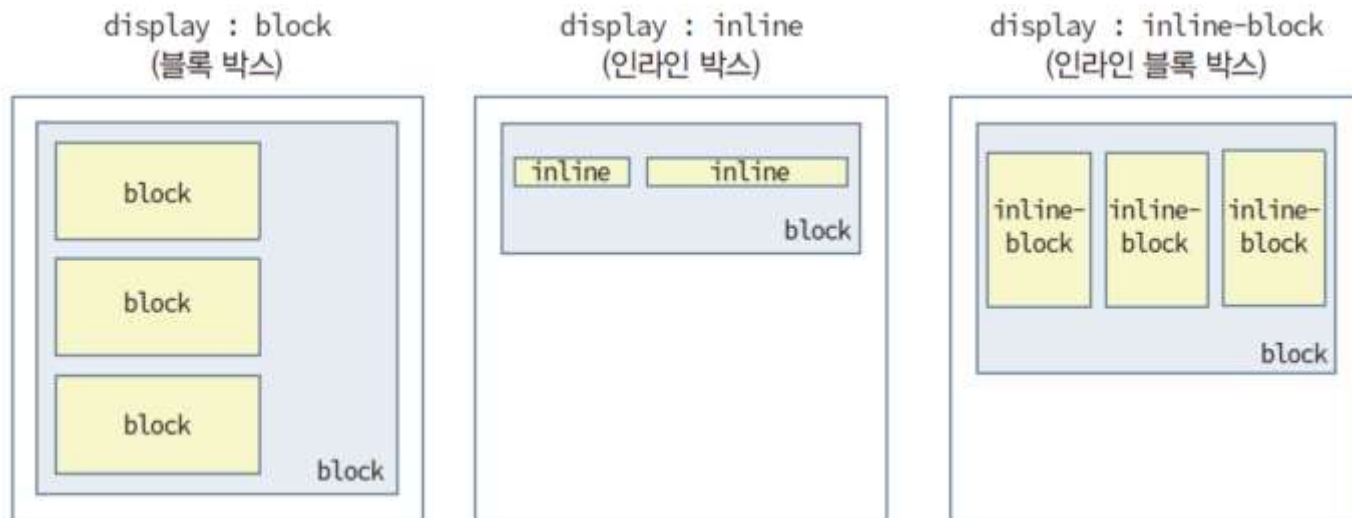 display : block
(블록 박스)
block
block
block
block
display : inline
(인라인 박스)
inline
inline
block
display : inline-block
(인라인 블록 박스)
inline-
block
inline-
block
inline-
block
block